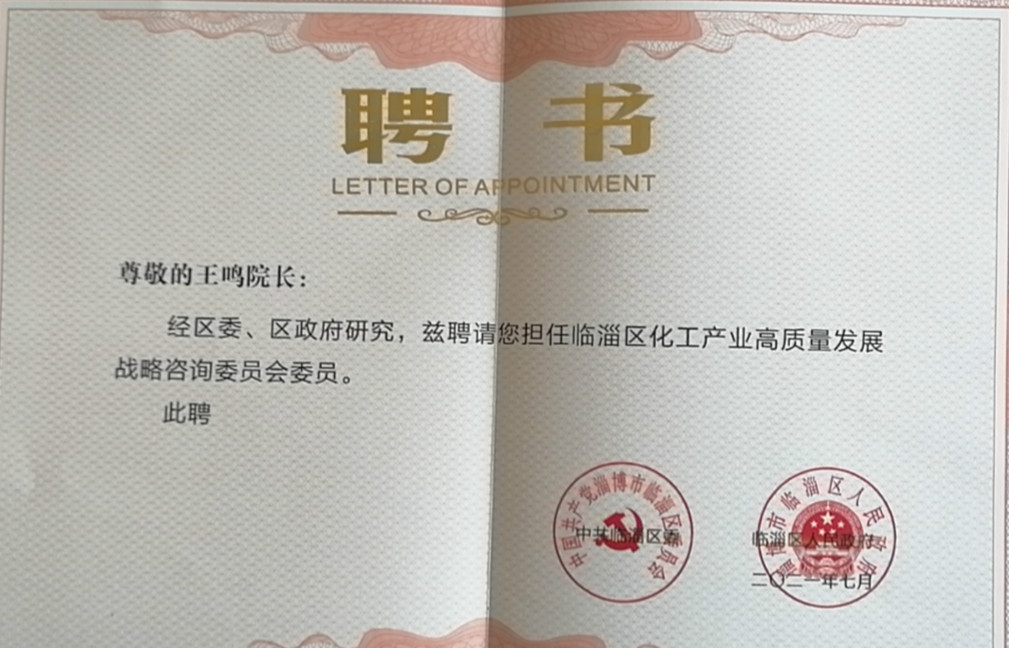 聘 书
LETTER OF APPOINTMENT
尊敬的王鸣院长：
经区委、区政府研究，兹聘请您担任临淄区化工产业高质量发展
战略咨询委员会委员。
此聘
中国共产党淄博市临淄区委员会
中共临淄区委
淄博市临淄区人民政府
临淄区人民政府
二〇二一年七月